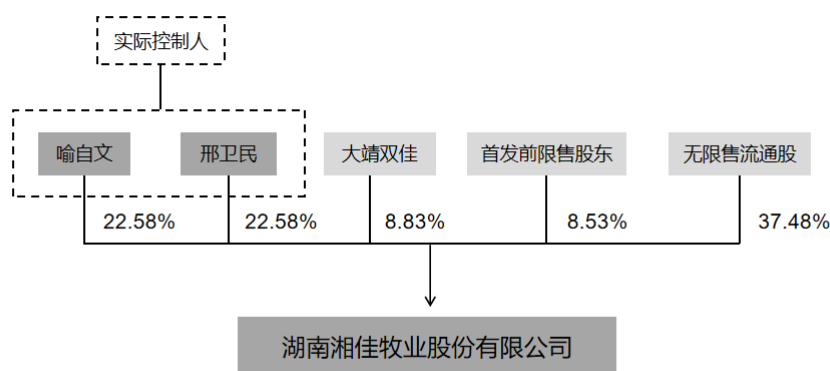 实际控制人
喻自文
邢卫民
大靖双佳
首发前限售股东
无限售流通股
22.58%
22.58%
8.83%
8.53%
37.48%
湖南湘佳牧业股份有限公司